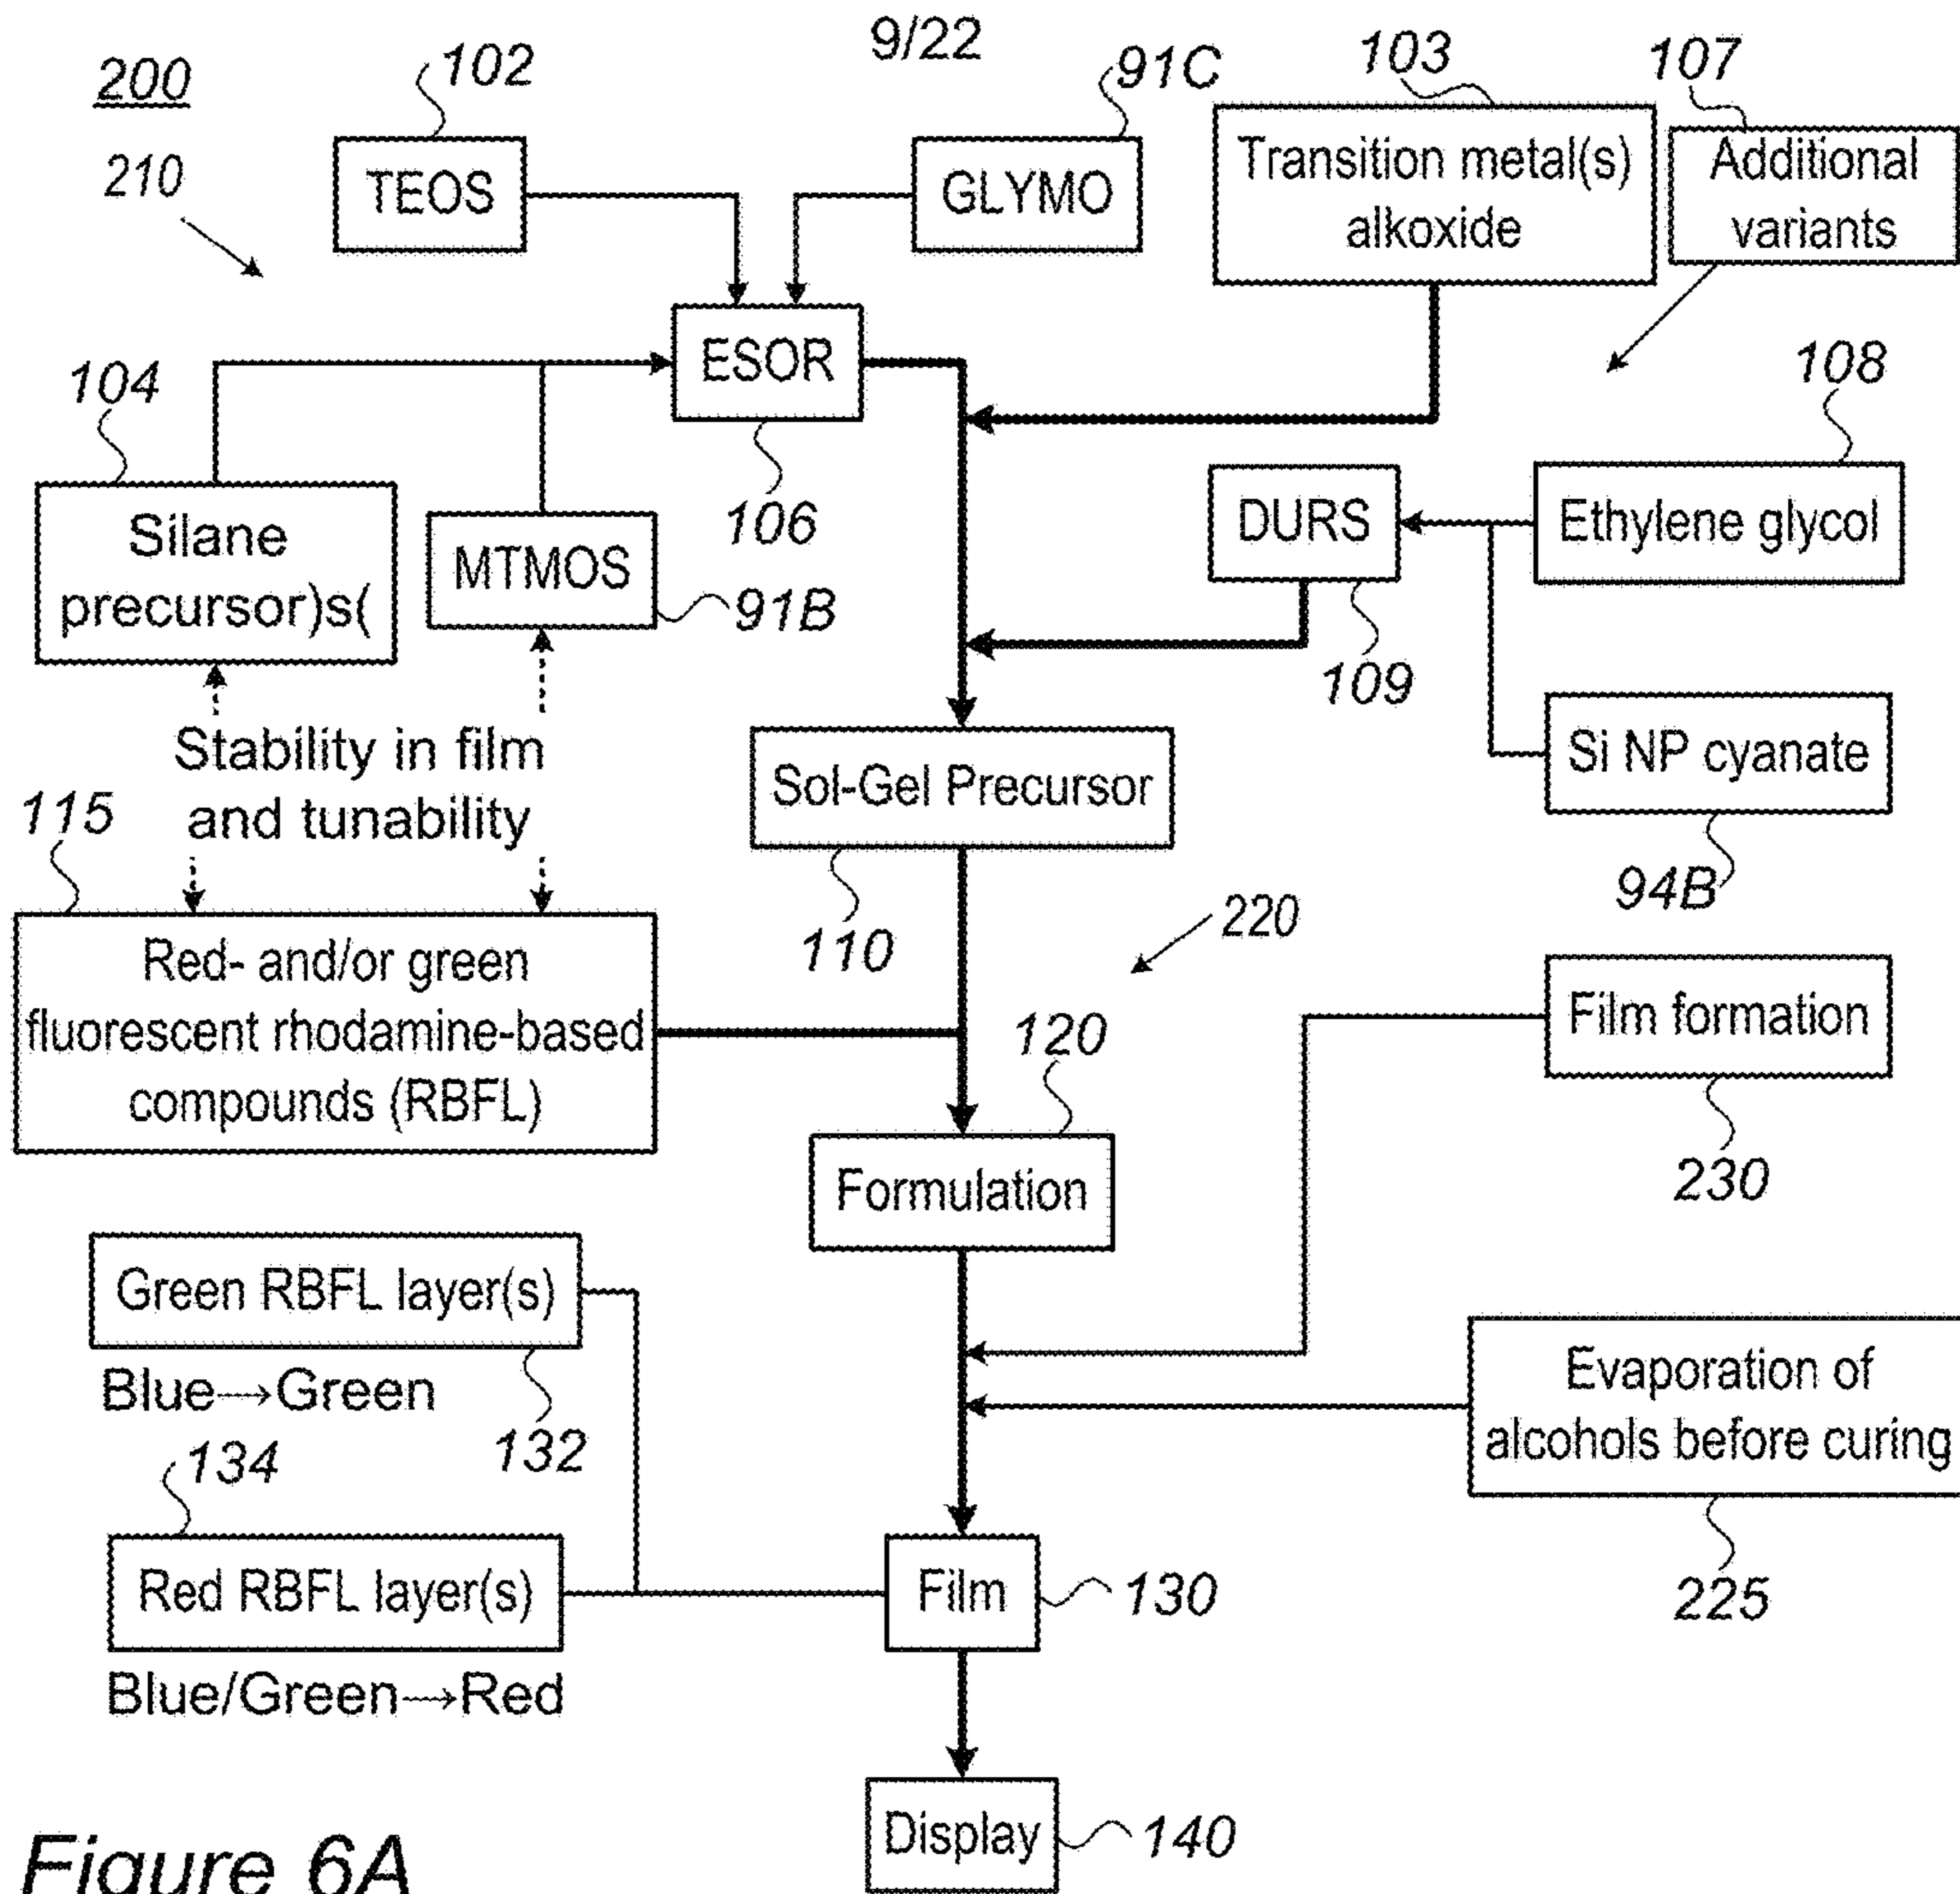 9/22
200
102
91C
103
107
210
TEOS
GLYMO
Transition metal(s)
alkoxide
Additional
variants
ESOR
104
106
108
Silane
precursor)s(
MTMOS
91B
DURS
109
Ethylene glycol
Stability in film
and tunability
Sol-Gel Precursor
110
Si NP cyanate
94B
115
Red- and/or green
fluorescent rhodamine-based
compounds (RBFL)
220
Film formation
230
120
Formulation
Green RBFL layer(s)
Blue→Green
132
Evaporation of
alcohols before curing
225
134
Red RBFL layer(s)
Blue/Green→Red
Film
130
Display
140
Figure 6A